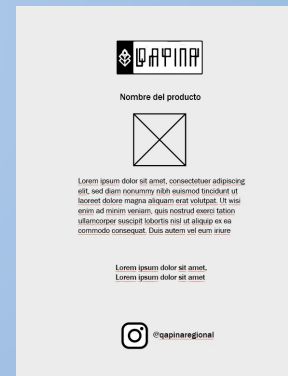 QAPINA
Nombre del producto
Lorem ipsum dolor sit amet, consectetuer adipiscing
elit, sed diam nonummy nibh euismod tincidunt ut
laoreet dolore magna aliquam erat volutpat. Ut wisi
enim ad minim veniam, quis nostrud exerci tation
ullamcorper suscipit lobortis nisl ut aliquip ex ea
commodo consequat. Duis autem vel eum iriure
Lorem ipsum dolor sit amet,
Lorem ipsum dolor sit amet
@qapinaregional